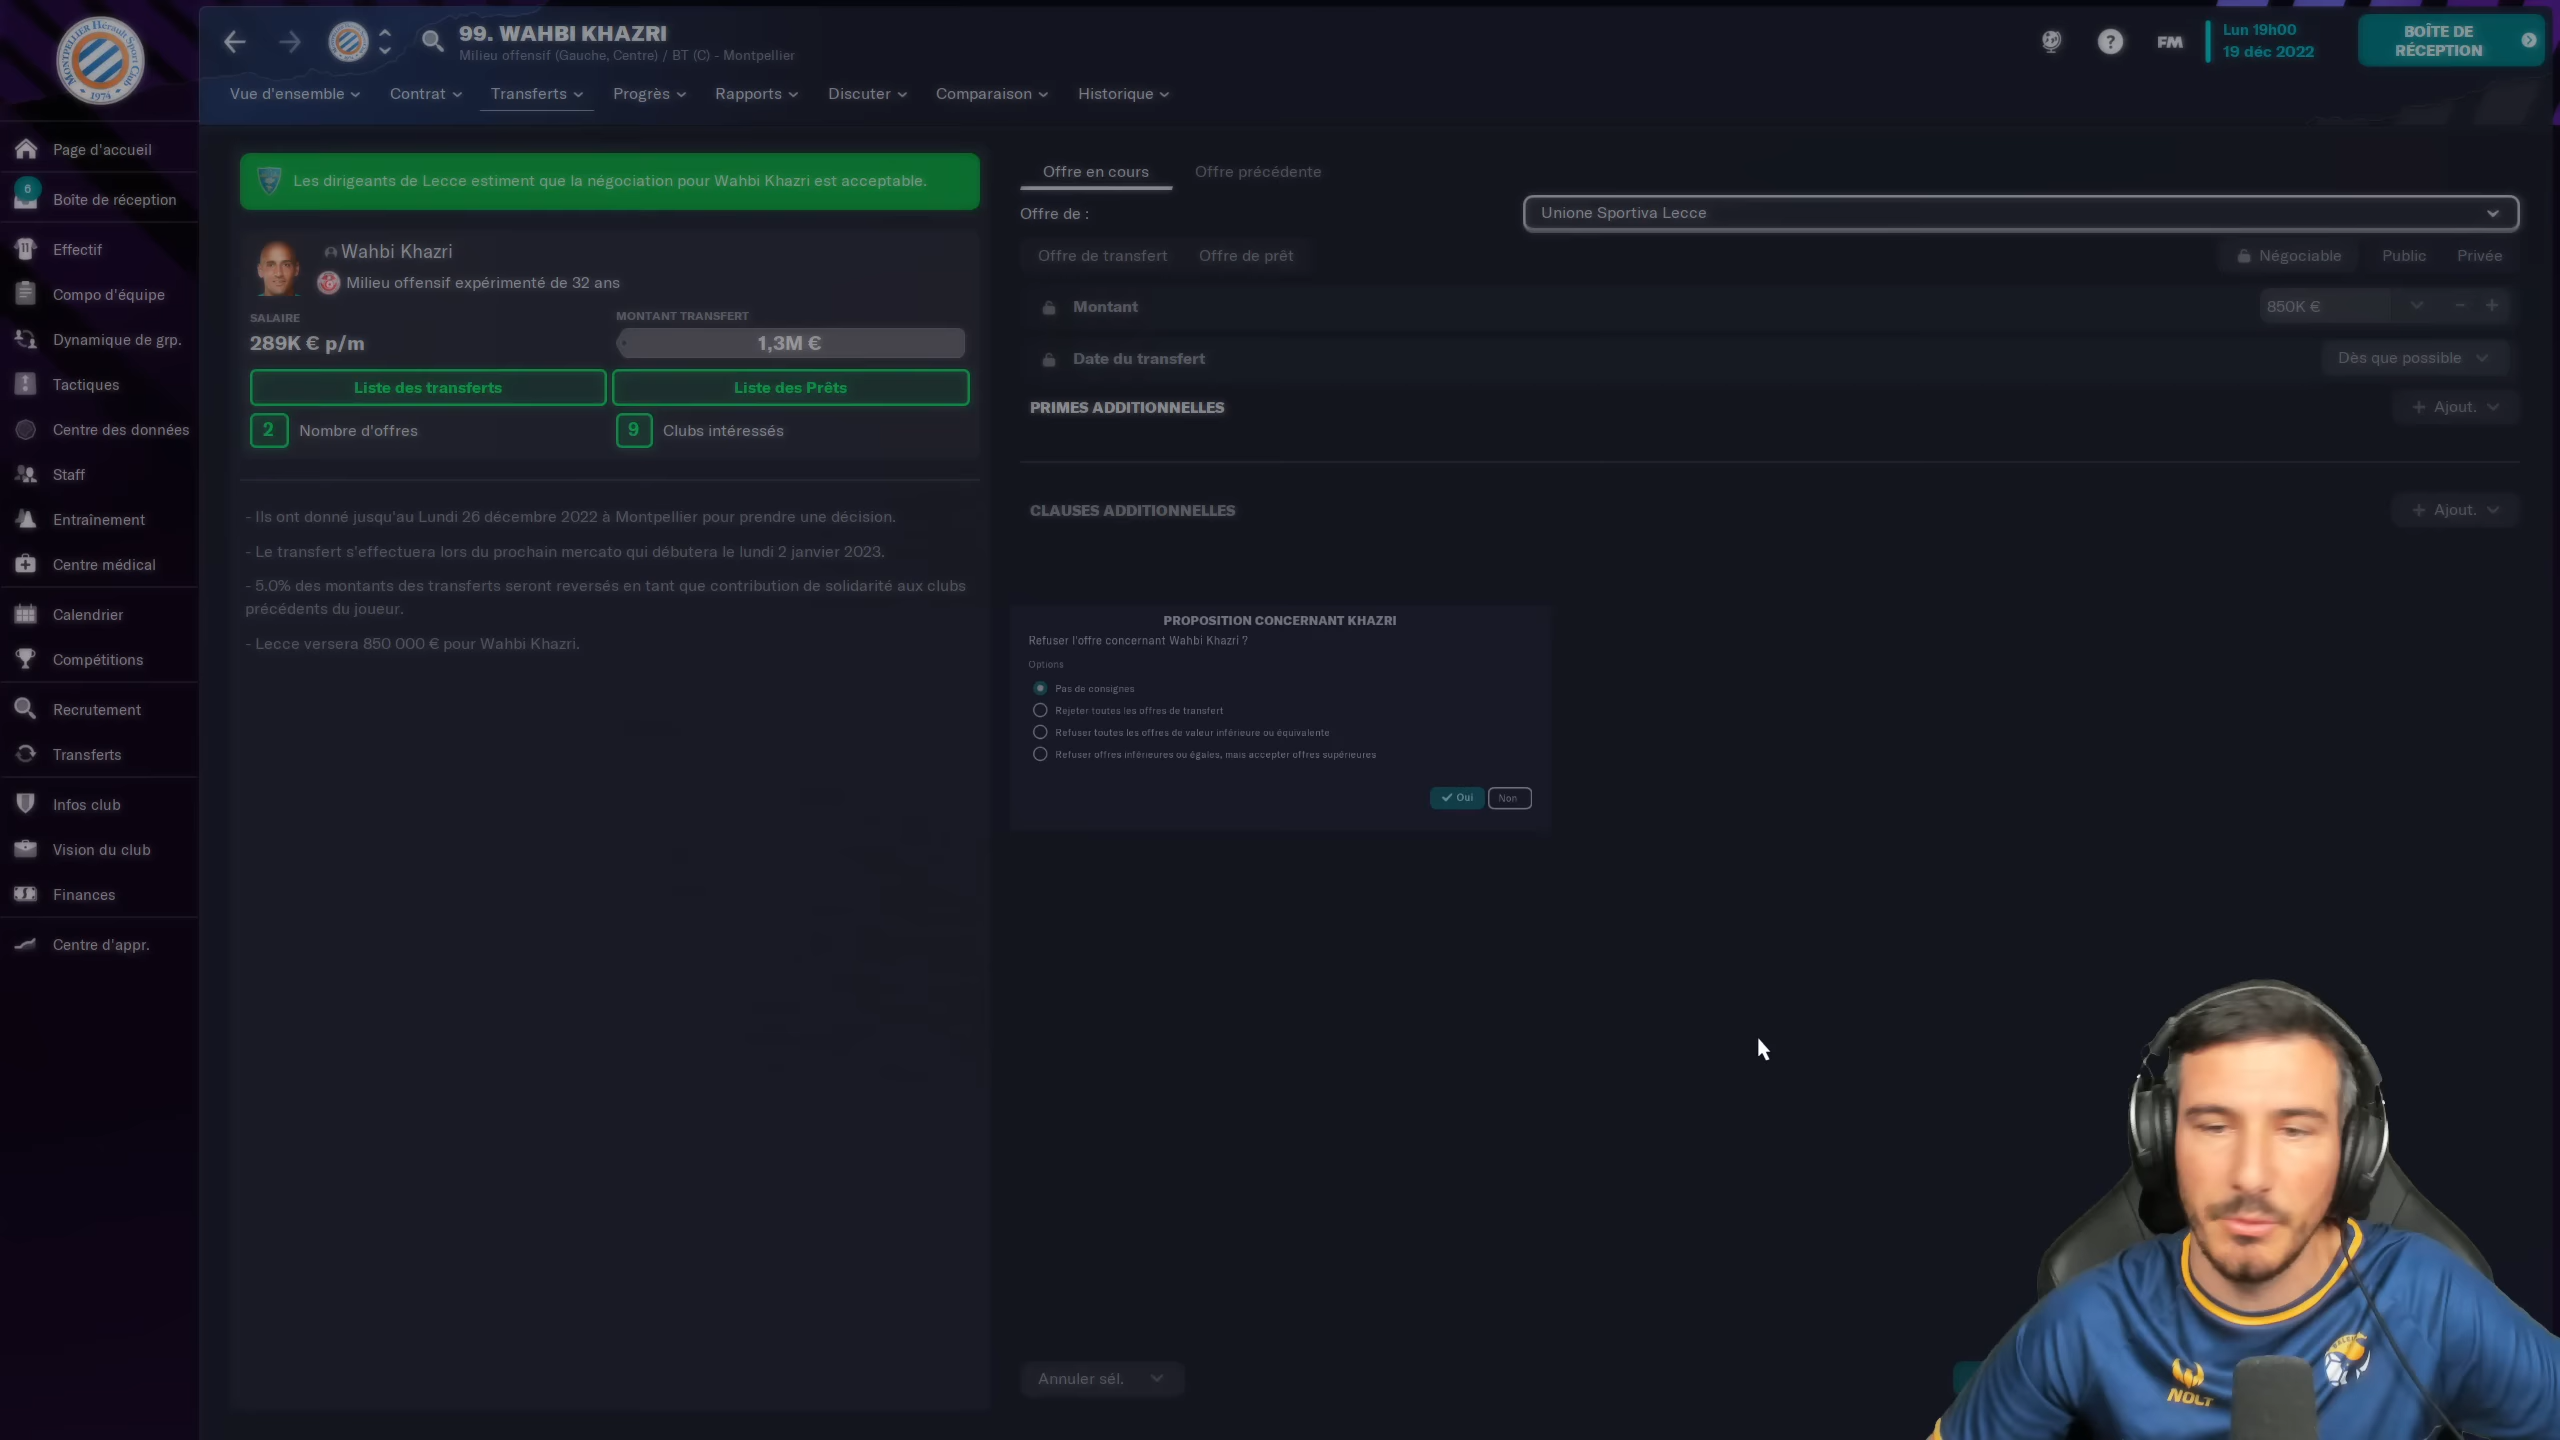 99. WAHBI KHAZRI
Milieu offensif (Gauche, Centre) / BT (C) - Montpellier
FM
Lun 19h00
19 déc 2022
BOÎTE DE
RÉCEPTION
MONTPELLIER Hérault Sport Club
1974
Vue d'ensemble
Contrat
Transferts
Progrès
Rapports
Discuter
Comparaison
Historique
Page d'accueil
6
Boîte de réception
Effectif
Compo d'équipe
Dynamique de grp.
Tactiques
Centre des données
Staff
Entraînement
Centre médical
Calendrier
Compétitions
Recrutement
Transferts
Infos club
Vision du club
Finances
Centre d'appr.
Les dirigeants de Lecce estiment que la négociation pour Wahbi Khazri est acceptable.
Wahbi Khazri
Milieu offensif expérimenté de 32 ans
SALAIRE
MONTANT TRANSFERT
289K € p/m
1,3M €
Liste des transferts
Liste des Prêts
2 Nombre d'offres
9 Clubs intéressés
- Ils ont donné jusqu'au Lundi 26 décembre 2022 à Montpellier pour prendre une décision.
- Le transfert s'effectuera lors du prochain mercato qui débutera le lundi 2 janvier 2023.
- 5.0% des montants des transferts seront reversés en tant que contribution de solidarité aux clubs
précédents du joueur.
- Lecce versera 850 000 € pour Wahbi Khazri.
Offre en cours
Offre précédente
Offre de :
Unione Sportiva Lecce
Offre de transfert
Offre de prêt
Négociable
Public
Privée
Montant
850K €
Date du transfert
Dès que possible
PRIMES ADDITIONNELLES
+ Ajout.
CLAUSES ADDITIONNELLES
+ Ajout.
PROPOSITION CONCERNANT KHAZRI
Refuser l'offre concernant Wahbi Khazri ?
Options
Pas de consignes
Rejeter toutes les offres de transfert
Refuser toutes les offres de valeur inférieure ou équivalente
Refuser offres inférieures ou égales, mais accepter offres supérieures
Oui
Non
Annuler sél.
NOLT